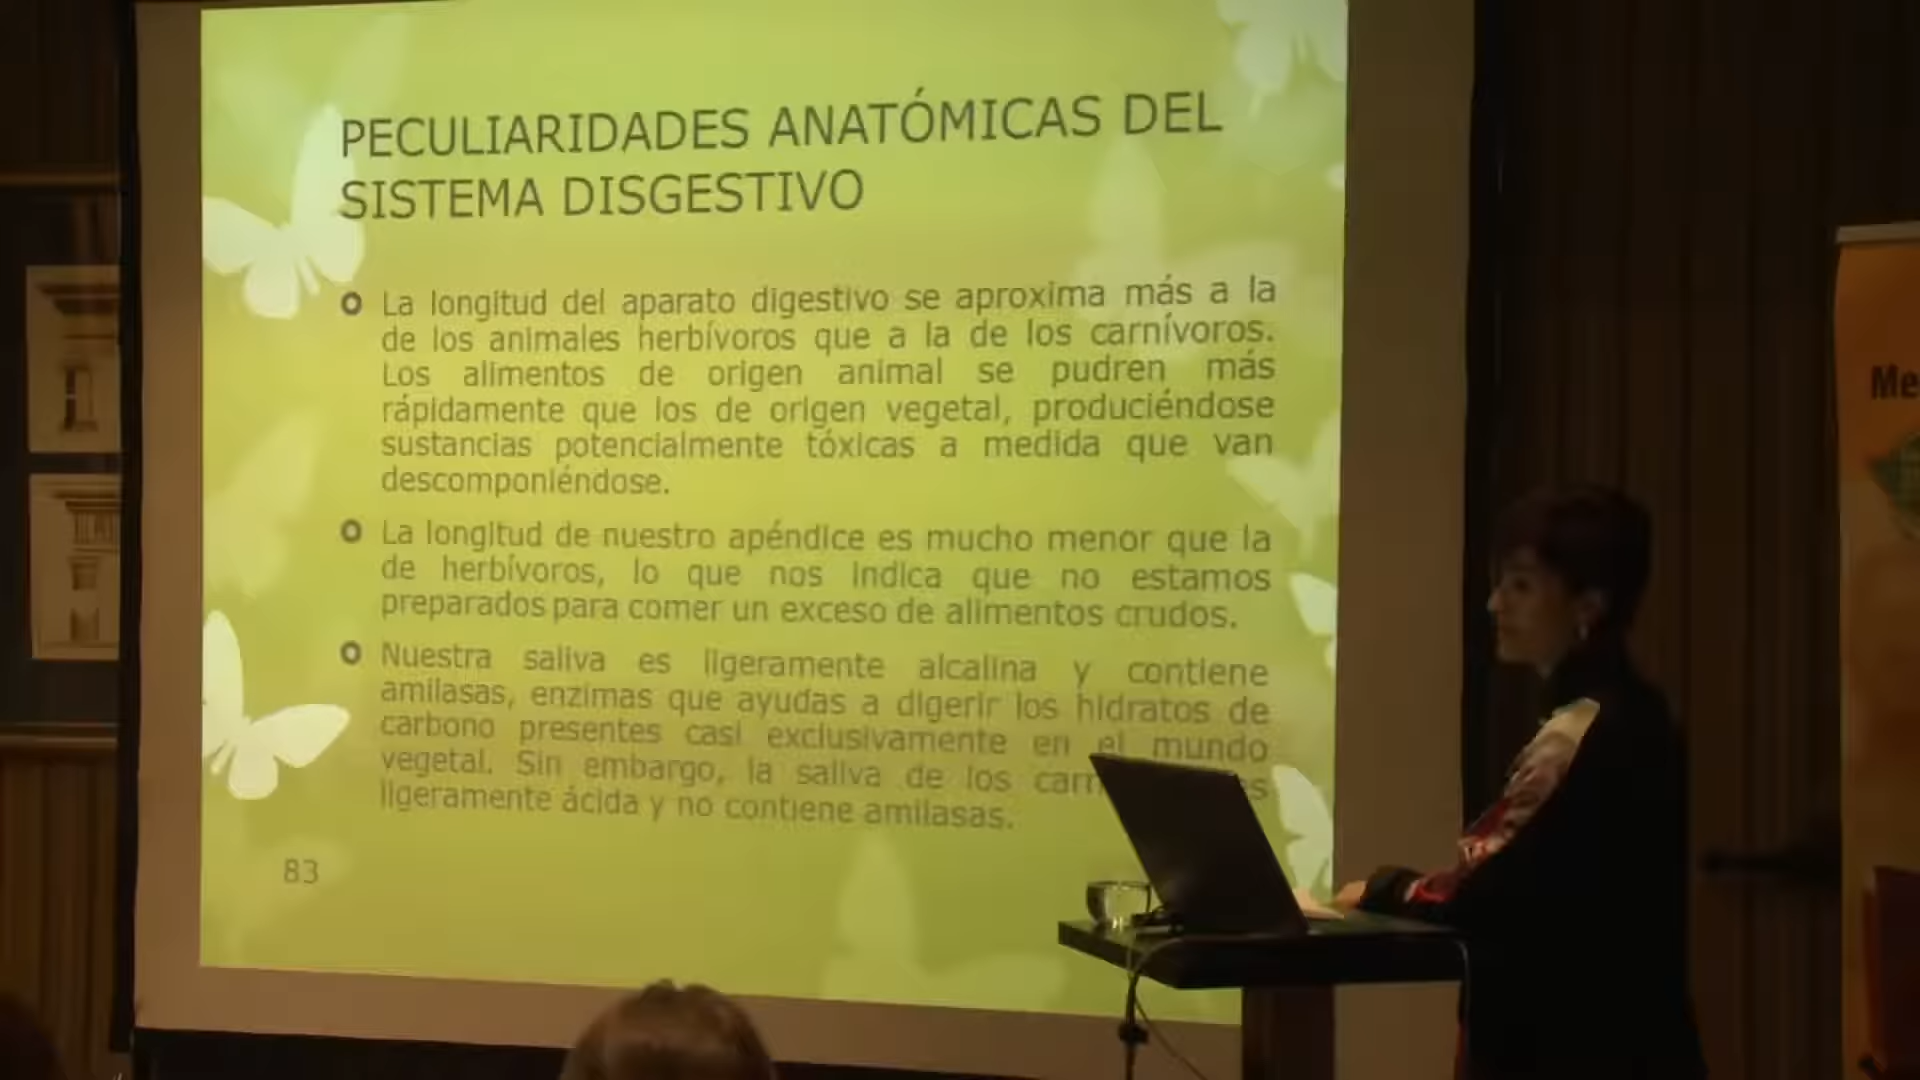 PECULIARIDADES ANATÓMICAS DEL
SISTEMA DISGESTIVO
La longitud del aparato digestivo se aproxima más a la
de los animales herbívoros que a la de los carnívoros.
Los alimentos de origen animal se pudren más
rápidamente que los de origen vegetal, produciéndose
sustancias potencialmente tóxicas a medida que van
descomponiéndose.
La longitud de nuestro apéndice es mucho menor que la
de herbívoros, lo que nos indica que no estamos
preparados para comer un exceso de alimentos crudos.
Nuestra saliva es ligeramente alcalina y contiene
amilasas, enzimas que ayudas a digerir los hidratos de
carbono presentes casi exclusivamente en el mundo
vegetal. Sin embargo, la saliva de los
ligeramente ácida y no contiene amilasas.
83
Me